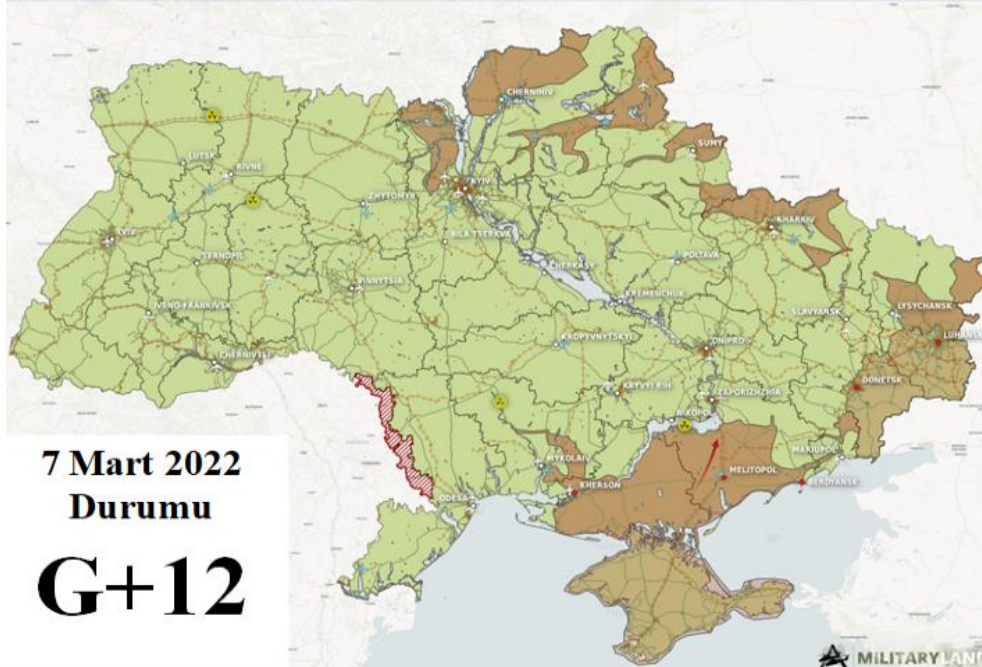 CHERNIHIV
SUMY
LUTSK
RIVNE
KYIV
ZHYTOMYR
KHARKIV
LVIV
BILA TSERKVA
POLTAVA
TERNOPIL
CHERKASY
VINNYTSIA
KREMENCHUK
IVANO-FRANKIVSK
SLAVYANSK
LYSYCHANSK
LUHANSK
KROPYVNYTSKYI
DNIPRO
CHERNIVTSI
DONETSK
KRYVYI RIH
ZAPORIZHZHIA
NIKOPOL
MARIUPOL
MYKOLAIV
MELITOPOL
BERDYANSK
KHERSON
ODESA
7 Mart 2022
Durumu
G+12
MILITARYLAND